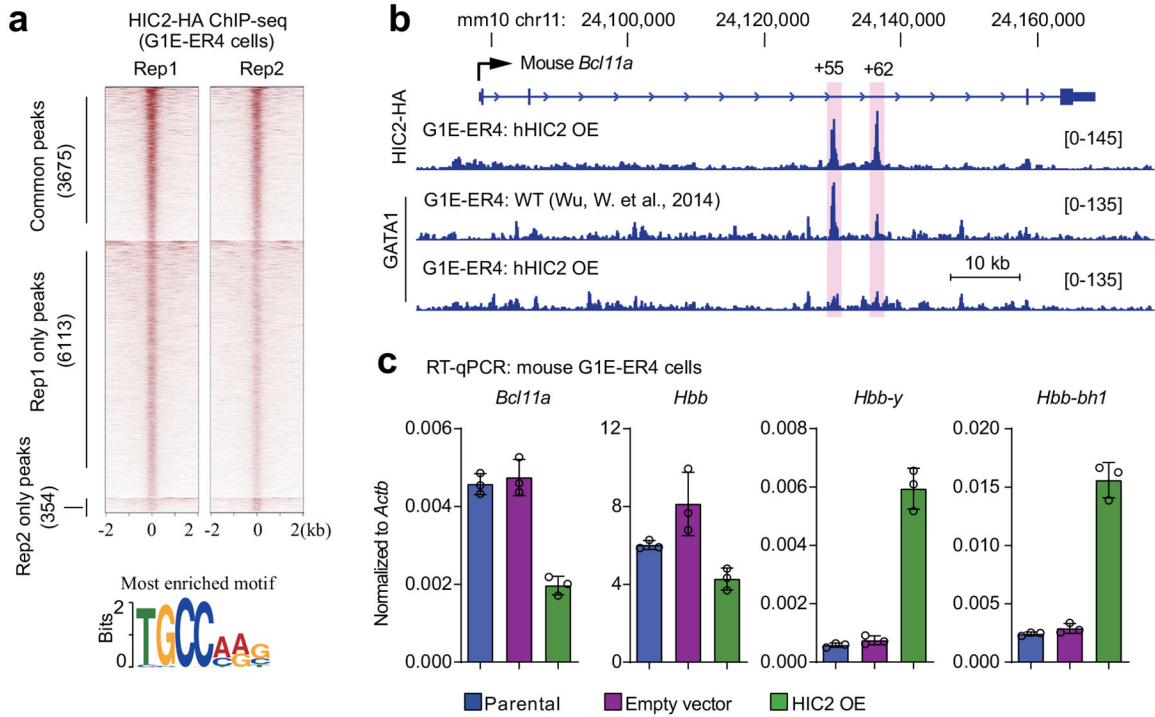 a
HIC2-HA ChIP-seq
(G1E-ER4 cells)
Rep1 Rep2
Common peaks
(3675)
Rep1 only peaks
(6113)
Rep2 only peaks
(354)
-2 0 2 -2 0 2(kb)
Most enriched motif
Bits
2
0
TGCCAAG
CGC
b
mm10 chr11: 24,100,000 24,120,000 24,140,000 24,160,000
Mouse Bcl11a
+55 +62
HIC2-HA
G1E-ER4: hHIC2 OE
[0-145]
GATA1
G1E-ER4: WT (Wu, W. et al., 2014)
[0-135]
G1E-ER4: hHIC2 OE
10 kb
[0-135]
c
RT-qPCR: mouse G1E-ER4 cells
Normalized to Actb
Bcl11a
0.006
0.004
0.002
0.000
Hbb
12
8
4
0
Hbb-y
0.008
0.006
0.004
0.002
0.000
Hbb-bh1
0.020
0.015
0.010
0.005
0.000
Parental Empty vector HIC2 OE